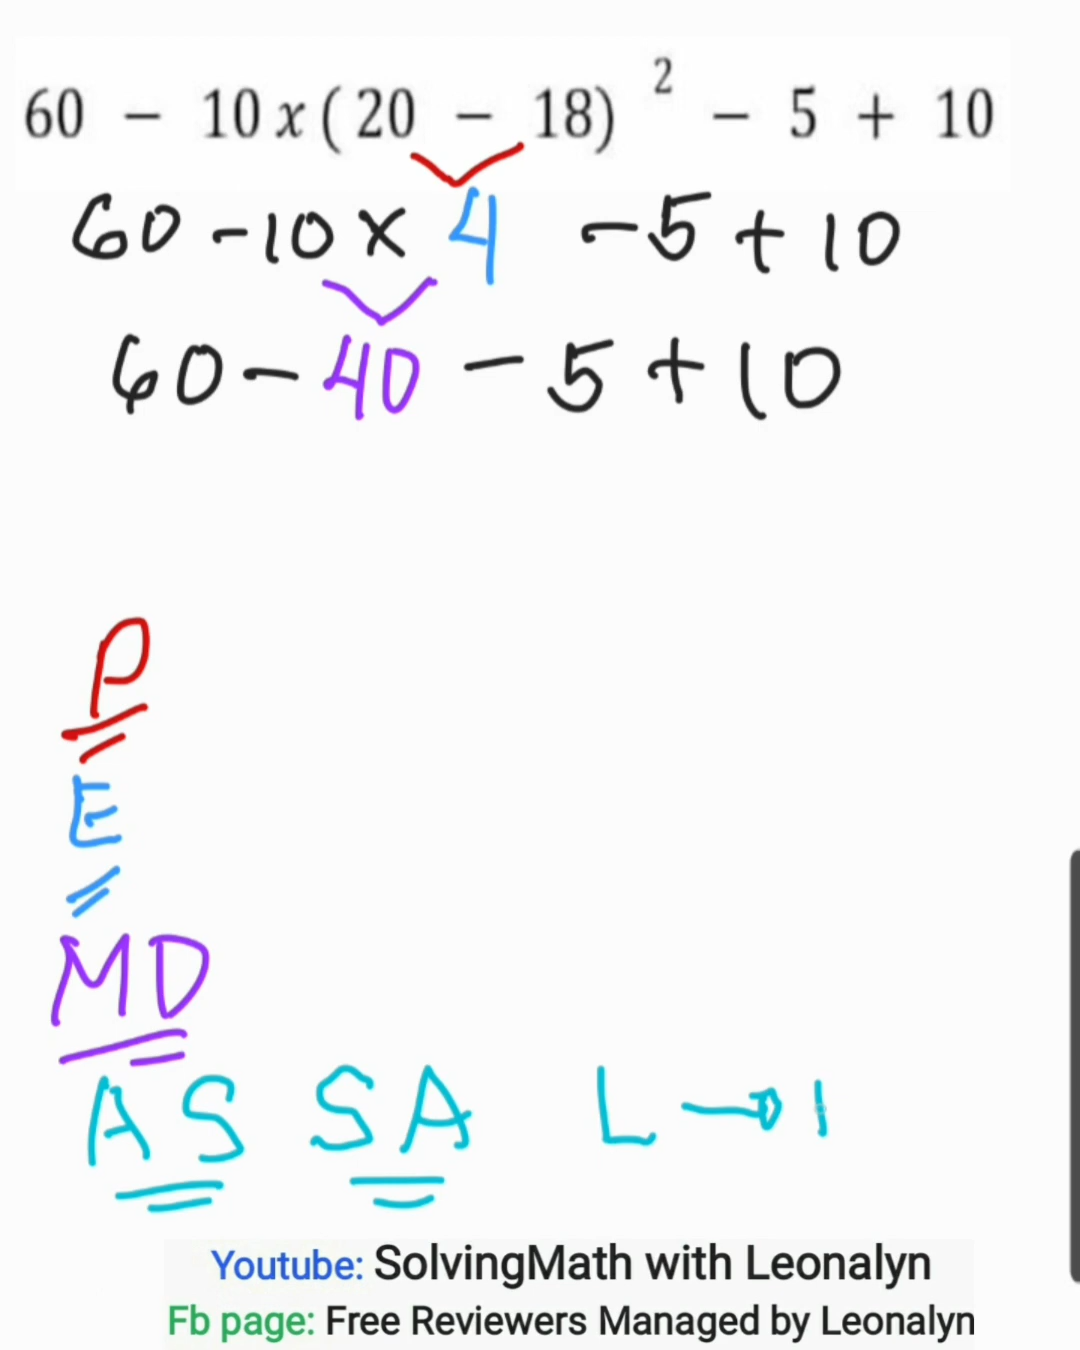 60 − 10 x ( 20 − 18) ² − 5 + 10
60 - 10 x 4 - 5 + 10
60 - 40 - 5 + 10
P
E
MD
AS SA L →
Youtube: SolvingMath with Leonalyn
Fb page: Free Reviewers Managed by Leonalyn